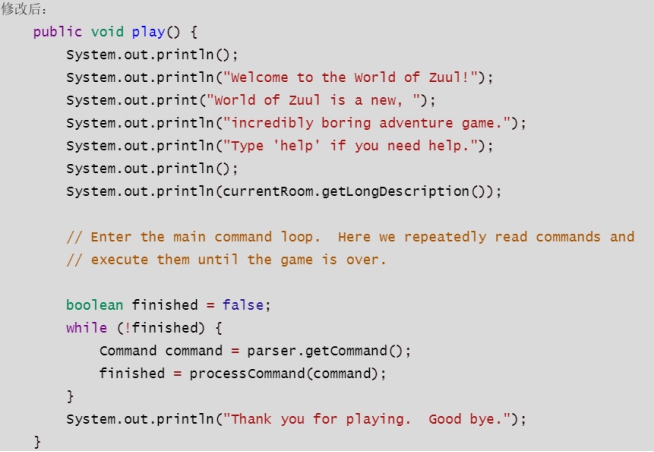 修改后:
    public void play() {
        System.out.println();
        System.out.println("Welcome to the World of Zuul!");
        System.out.print("World of Zuul is a new, ");
        System.out.println("incredibly boring adventure game.");
        System.out.println("Type 'help' if you need help.");
        System.out.println();
        System.out.println(currentRoom.getLongDescription());

        // Enter the main command loop.  Here we repeatedly read commands and
        // execute them until the game is over.

        boolean finished = false;
        while (!finished) {
            Command command = parser.getCommand();
            finished = processCommand(command);
        }
        System.out.println("Thank you for playing.  Good bye.");
    }